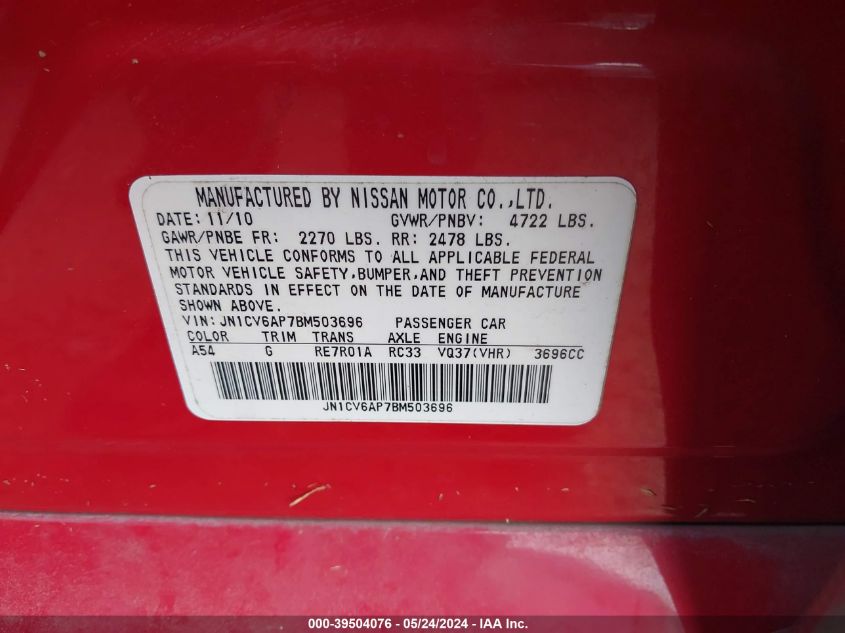 MANUFACTURED BY NISSAN MOTOR CO.,LTD.
DATE: 11/10 GVWR/PNBV: 4722 LBS.
GAWR/PNBE FR: 2270 LBS. RR: 2478 LBS.
THIS VEHICLE CONFORMS TO ALL APPLICABLE FEDERAL
MOTOR VEHICLE SAFETY,BUMPER,AND THEFT PREVENTION
STANDARDS IN EFFECT ON THE DATE OF MANUFACTURE
SHOWN ABOVE.
VIN: JN1CV6AP7BM503696 PASSENGER CAR
COLOR TRIM TRANS AXLE ENGINE
A54 G RE7R01A RC33 VQ37(VHR) 3696CC
JN1CV6AP7BM503696
000-39504076 - 05/24/2024 - IAA Inc.